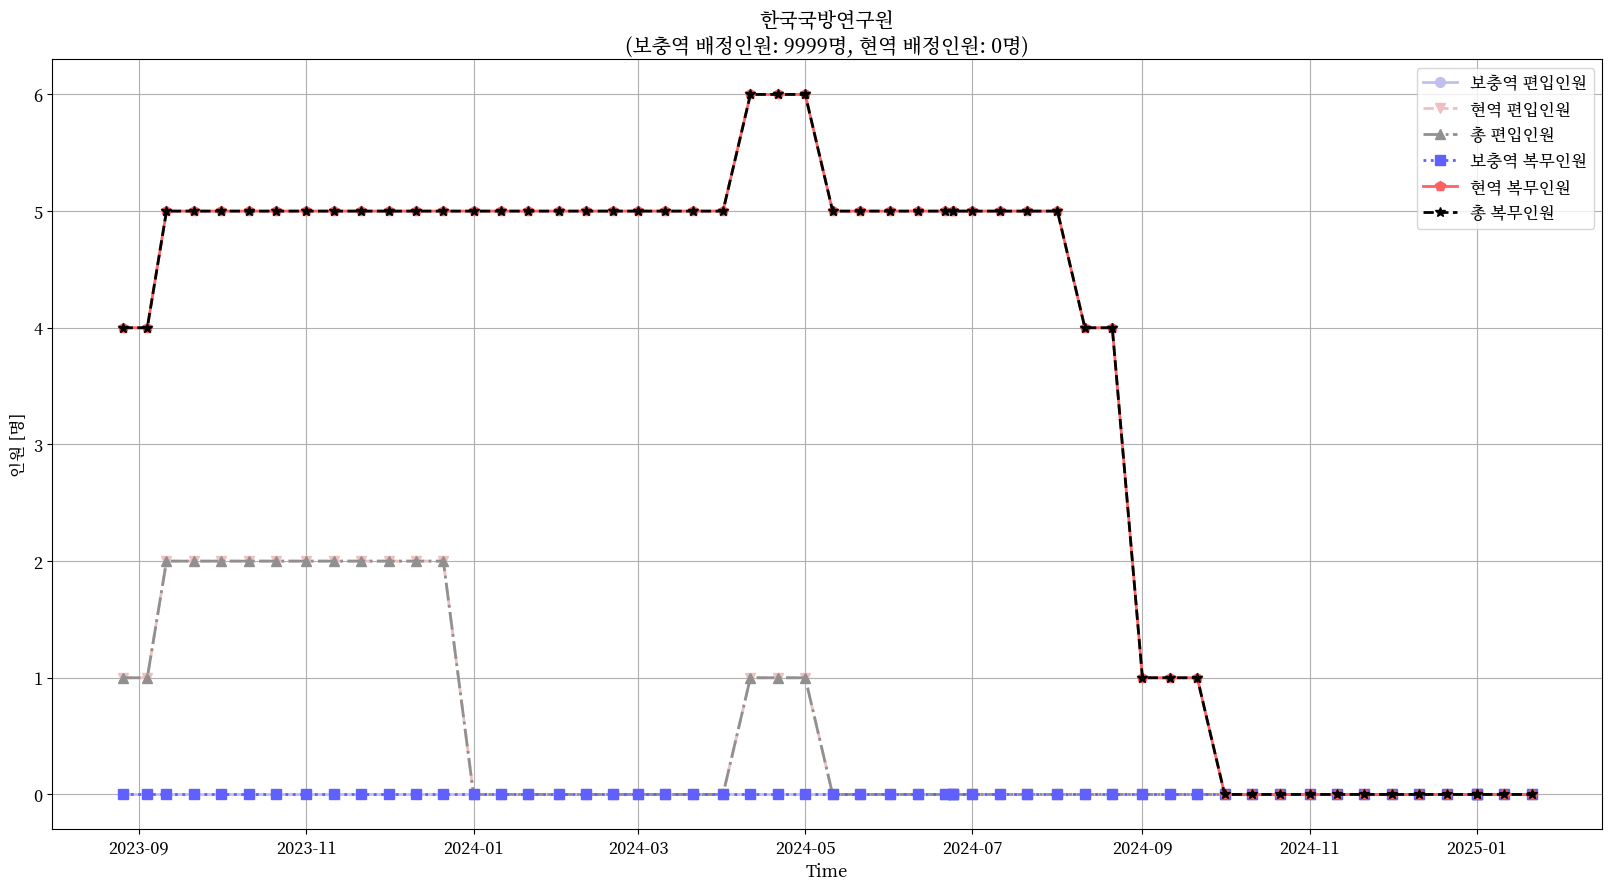 한국국방연구원
(보충역 배정인원: 9999명, 현역 배정인원: 0명)
보충역 편입인원
현역 편입인원
총 편입인원
보충역 복무인원
현역 복무인원
총 복무인원
인원 [명]
6
5
4
3
2
1
0
2023-09
2023-11
2024-01
2024-03
2024-05
2024-07
2024-09
2024-11
2025-01
Time